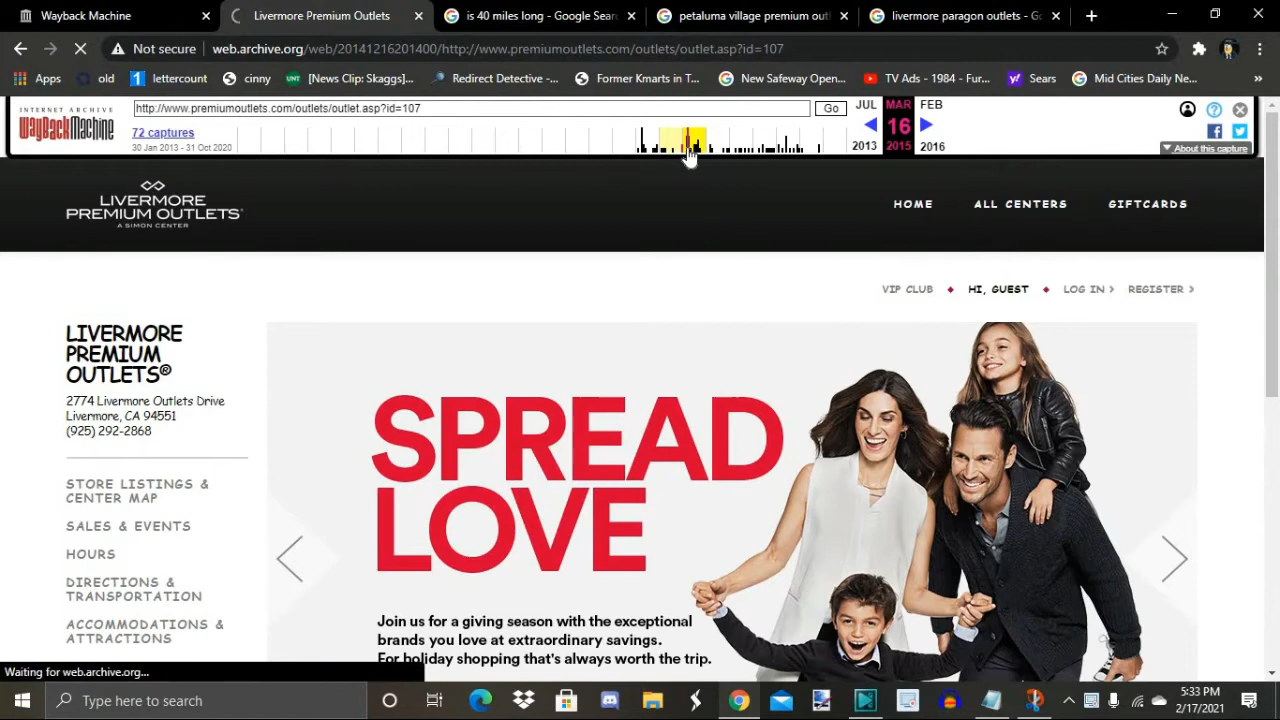 Wayback Machine
Livermore Premium Outlets
is 40 miles long - Google Sear
petaluma village premium outl
livermore paragon outlets - Go
Not secure
web.archive.org/web/20141216201400/http://www.premiumoutlets.com/outlets/outlet.asp?id=107
Apps
old
lettercount
cinny
[News Clip: Skaggs]...
Redirect Detective -...
Former Kmarts in T...
New Safeway Open...
TV Ads - 1984 - Fur...
Sears
Mid Cities Daily Ne...
INTERNET ARCHIVE
WayBackMachine
http://www.premiumoutlets.com/outlets/outlet.asp?id=107
Go
JUL
MAR
FEB
72 captures
16
30 Jan 2013 - 31 Oct 2020
2013
2015
2016
About this capture
LIVERMORE
PREMIUM OUTLETS®
A SIMON CENTER
HOME
ALL CENTERS
GIFTCARDS
VIP CLUB
HI, GUEST
LOG IN >
REGISTER >
LIVERMORE
PREMIUM
OUTLETS®
2774 Livermore Outlets Drive
Livermore, CA 94551
(925) 292-2868
STORE LISTINGS &
CENTER MAP
SALES & EVENTS
HOURS
DIRECTIONS &
TRANSPORTATION
ACCOMMODATIONS &
ATTRACTIONS
SPREAD
LOVE
Join us for a giving season with the exceptional
brands you love at extraordinary savings.
For holiday shopping that's always worth the trip.
Waiting for web.archive.org...
Type here to search
5:33 PM
2/17/2021